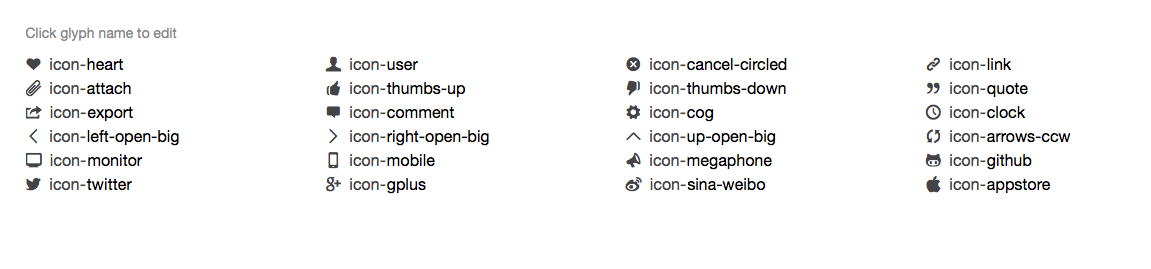 Click glyph name to edit
icon-heart icon-user icon-cancel-circled icon-link
icon-attach icon-thumbs-up icon-thumbs-down icon-quote
icon-export icon-comment icon-cog icon-clock
icon-left-open-big icon-right-open-big icon-up-open-big icon-arrows-ccw
icon-monitor icon-mobile icon-megaphone icon-github
icon-twitter icon-gplus icon-sina-weibo icon-appstore